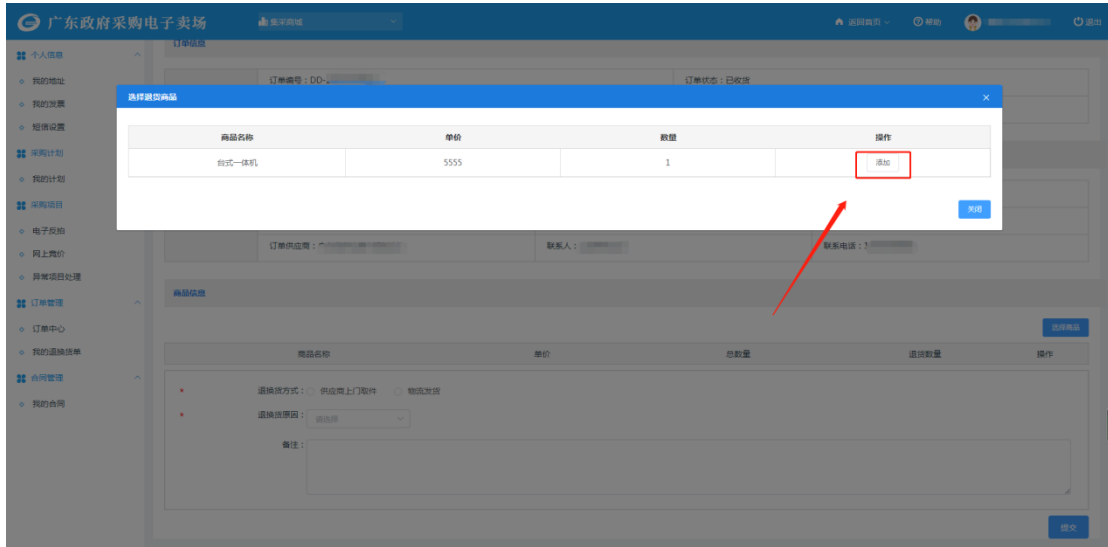 广东政府采购电子卖场 集采商城 返回首页 帮助 退出
个人信息
我的地址
我的发票
短信设置
采购计划
我的计划
采购项目
电子反拍
网上竞价
异常项目处理
订单管理
订单中心
我的退换货单
合同管理
我的合同
订单信息
订单编号：DD- 订单状态：已收货
选择退货商品
商品名称 单价 数量 操作
台式一体机 5555 1 添加
关闭
订单供应商： 联系人： 联系电话：
商品信息
选择商品
商品名称 单价 总数量 退货数量 操作
* 退换货方式： 供应商上门取件 物流发货
* 退换货原因： 请选择
备注：
提交